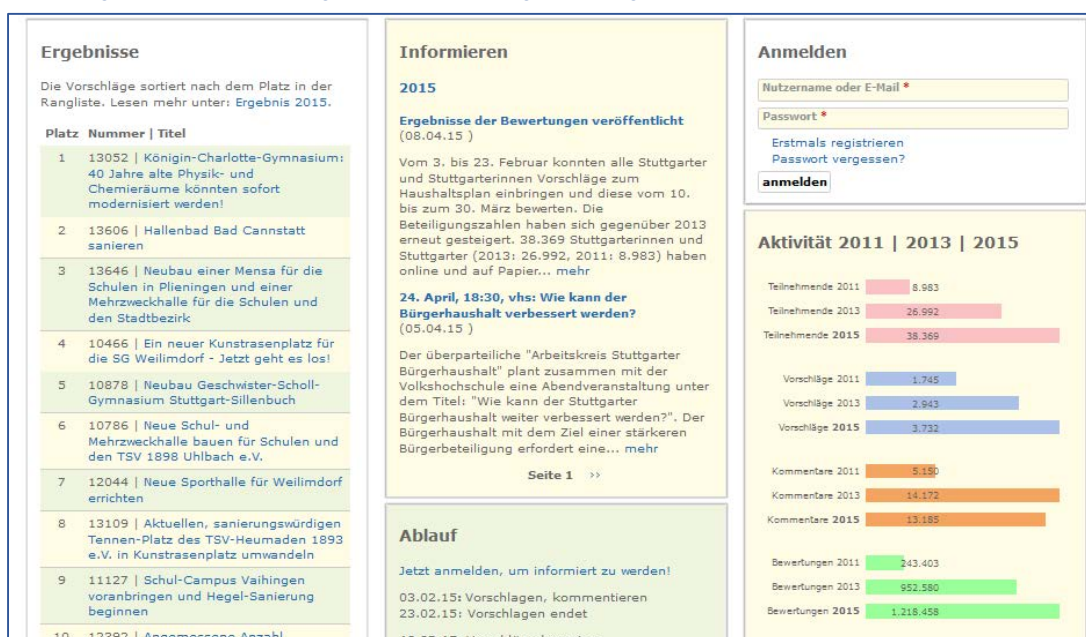 Ergebnisse
Die Vorschläge sortiert nach dem Platz in der
Rangliste. Lesen mehr unter: Ergebnis 2015.
Platz Nummer | Titel
1 13052 | Königin-Charlotte-Gymnasium:
40 Jahre alte Physik- und
Chemieräume könnten sofort
modernisiert werden!
2 13606 | Hallenbad Bad Cannstatt
sanieren
3 13646 | Neubau einer Mensa für die
Schulen in Plieningen und einer
Mehrzweckhalle für die Schulen und
den Stadtbezirk
4 10466 | Ein neuer Kunstrasenplatz für
die SG Weilimdorf - Jetzt geht es los!
5 10878 | Neubau Geschwister-Scholl-
Gymnasium Stuttgart-Sillenbuch
6 10786 | Neue Schul- und
Mehrzweckhalle bauen für Schulen und
den TSV 1898 Uhlbach e.V.
7 12044 | Neue Sporthalle für Weilimdorf
errichten
8 13109 | Aktuellen, sanierungswürdigen
Tennen-Platz des TSV-Heumaden 1893
e.V. in Kunstrasenplatz umwandeln
9 11127 | Schul-Campus Vaihingen
voranbringen und Hegel-Sanierung
beginnen
10 12392 | Angemessene Anzahl
Informieren
2015
Ergebnisse der Bewertungen veröffentlicht
(08.04.15 )
Vom 3. bis 23. Februar konnten alle Stuttgarter
und Stuttgarterinnen Vorschläge zum
Haushaltsplan einbringen und diese vom 10.
bis zum 30. März bewerten. Die
Beteiligungszahlen haben sich gegenüber 2013
erneut gesteigert. 38.369 Stuttgarterinnen und
Stuttgarter (2013: 26.992, 2011: 8.983) haben
online und auf Papier... mehr
24. April, 18:30, vhs: Wie kann der
Bürgerhaushalt verbessert werden?
(05.04.15 )
Der überparteiliche "Arbeitskreis Stuttgarter
Bürgerhaushalt" plant zusammen mit der
Volkshochschule eine Abendveranstaltung unter
dem Titel: "Wie kann der Stuttgarter
Bürgerhaushalt weiter verbessert werden?". Der
Bürgerhaushalt mit dem Ziel einer stärkeren
Bürgerbeteiligung erfordert eine... mehr
Seite 1 >>
Ablauf
Jetzt anmelden, um informiert zu werden!
03.02.15: Vorschlagen, kommentieren
23.02.15: Vorschlagen endet
Anmelden
Nutzername oder E-Mail *
Passwort *
Erstmals registrieren
Passwort vergessen?
anmelden
Aktivität 2011 | 2013 | 2015
Teilnehmende 2011 8.983
Teilnehmende 2013 26.992
Teilnehmende 2015 38.369
Vorschläge 2011 1.745
Vorschläge 2013 2.943
Vorschläge 2015 3.732
Kommentare 2011 5.150
Kommentare 2013 14.172
Kommentare 2015 13.185
Bewertungen 2011 243.403
Bewertungen 2013 952.580
Bewertungen 2015 1.218.458